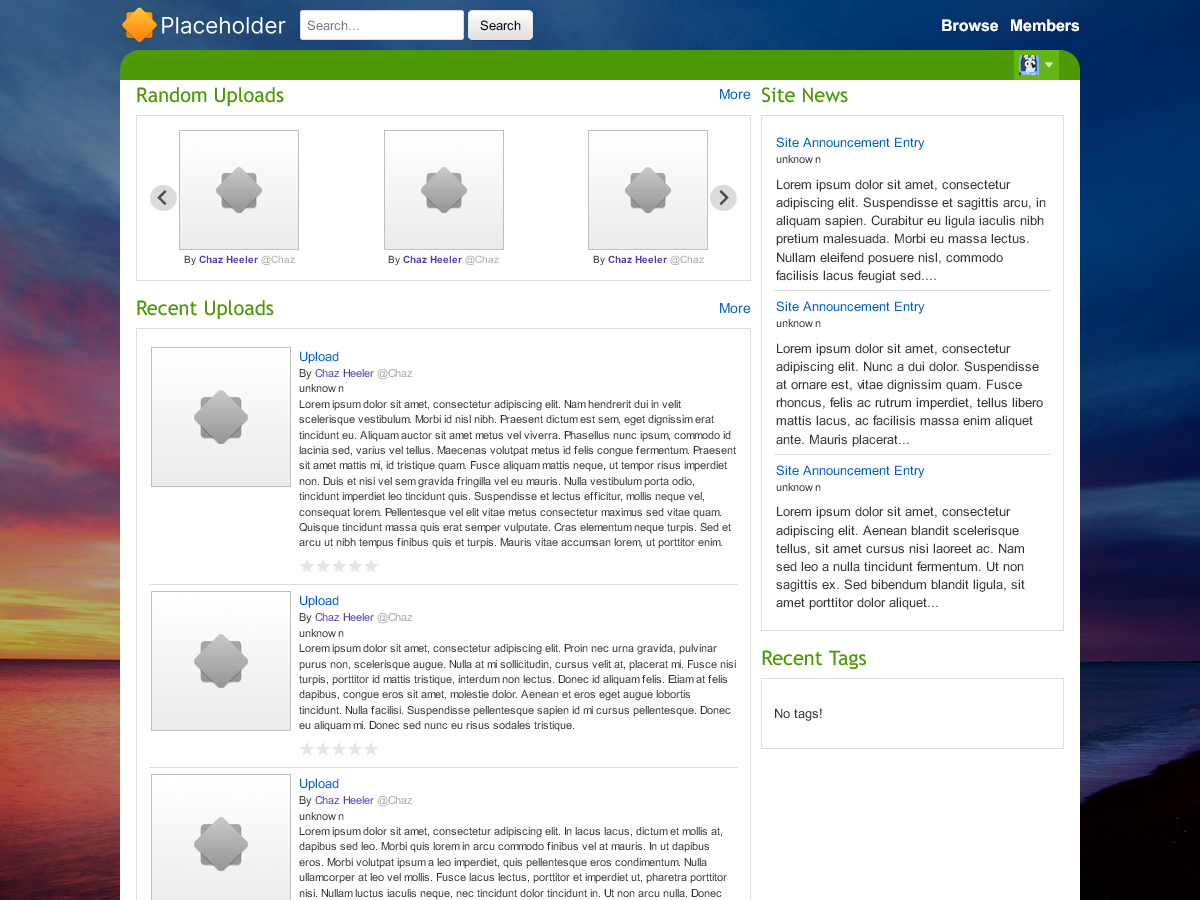 Placeholder
Search...
Search
Browse Members
Random Uploads
More
By Chaz Heeler @Chaz
By Chaz Heeler @Chaz
By Chaz Heeler @Chaz
Recent Uploads
More
Upload
By Chaz Heeler @Chaz
unknown
Lorem ipsum dolor sit amet, consectetur adipiscing elit. Nam hendrerit dui in velit
scelerisque vestibulum. Morbi id nisl nibh. Praesent dictum est sem, eget dignissim erat
tincidunt eu. Aliquam auctor sit amet metus vel viverra. Phasellus nunc ipsum, commodo id
lacinia sed, varius vel tellus. Maecenas volutpat metus id felis congue fermentum. Praesent
sit amet mattis mi, id tristique quam. Fusce aliquam mattis neque, ut tempor risus imperdiet
non. Duis et nisi vel sem gravida fringilla vel eu mauris. Nulla vestibulum porta odio,
tincidunt imperdiet leo tincidunt quis. Suspendisse et lectus efficitur, mollis neque vel,
consequat lorem. Pellentesque vel elit vitae metus consectetur maximus sed vitae quam.
Quisque tincidunt massa quis erat semper vulputate. Cras elementum neque turpis. Sed et
arcu ut nibh tempus finibus quis et turpis. Mauris vitae accumsan lorem, ut porttitor enim.
Upload
By Chaz Heeler @Chaz
unknown
Lorem ipsum dolor sit amet, consectetur adipiscing elit. Proin nec urna gravida, pulvinar
purus non, scelerisque augue. Nulla at mi sollicitudin, cursus velit at, placerat mi. Fusce nisi
turpis, porttitor id mattis tristique, interdum non lectus. Donec id aliquam felis. Etiam at felis
dapibus, congue eros sit amet, molestie dolor. Aenean et eros eget augue lobortis
tincidunt. Nulla facilisi. Suspendisse pellentesque sapien id mi cursus pellentesque. Donec
eu aliquam mi. Donec sed nunc eu risus sodales tristique.
Upload
By Chaz Heeler @Chaz
unknown
Lorem ipsum dolor sit amet, consectetur adipiscing elit. In lacus lacus, dictum et mollis at,
dapibus sed leo. Morbi quis lorem in arcu commodo finibus vel at mauris. In ut dapibus
eros. Morbi volutpat ipsum a leo imperdiet, quis pellentesque eros condimentum. Nulla
ullamcorper at leo vel mollis. Fusce lacus lectus, porttitor et imperdiet ut, pharetra porttitor
nisi. Nullam luctus iaculis neque, nec tincidunt dolor tincidunt in. Ut non arcu nulla. Donec
Site News
Site Announcement Entry
unknown
Lorem ipsum dolor sit amet, consectetur
adipiscing elit. Suspendisse et sagittis arcu, in
aliquam sapien. Curabitur eu ligula iaculis nibh
pretium malesuada. Morbi eu massa lectus.
Nullam eleifend posuere nisl, commodo
facilisis lacus feugiat sed....
Site Announcement Entry
unknown
Lorem ipsum dolor sit amet, consectetur
adipiscing elit. Nunc a dui dolor. Suspendisse
at ornare est, vitae dignissim quam. Fusce
rhoncus, felis ac rutrum imperdiet, tellus libero
mattis lacus, ac facilisis massa enim aliquet
ante. Mauris placerat...
Site Announcement Entry
unknown
Lorem ipsum dolor sit amet, consectetur
adipiscing elit. Aenean blandit scelerisque
tellus, sit amet cursus nisi laoreet ac. Nam
sed leo a nulla tincidunt fermentum. Ut non
sagittis ex. Sed bibendum blandit ligula, sit
amet porttitor dolor aliquet...
Recent Tags
No tags!